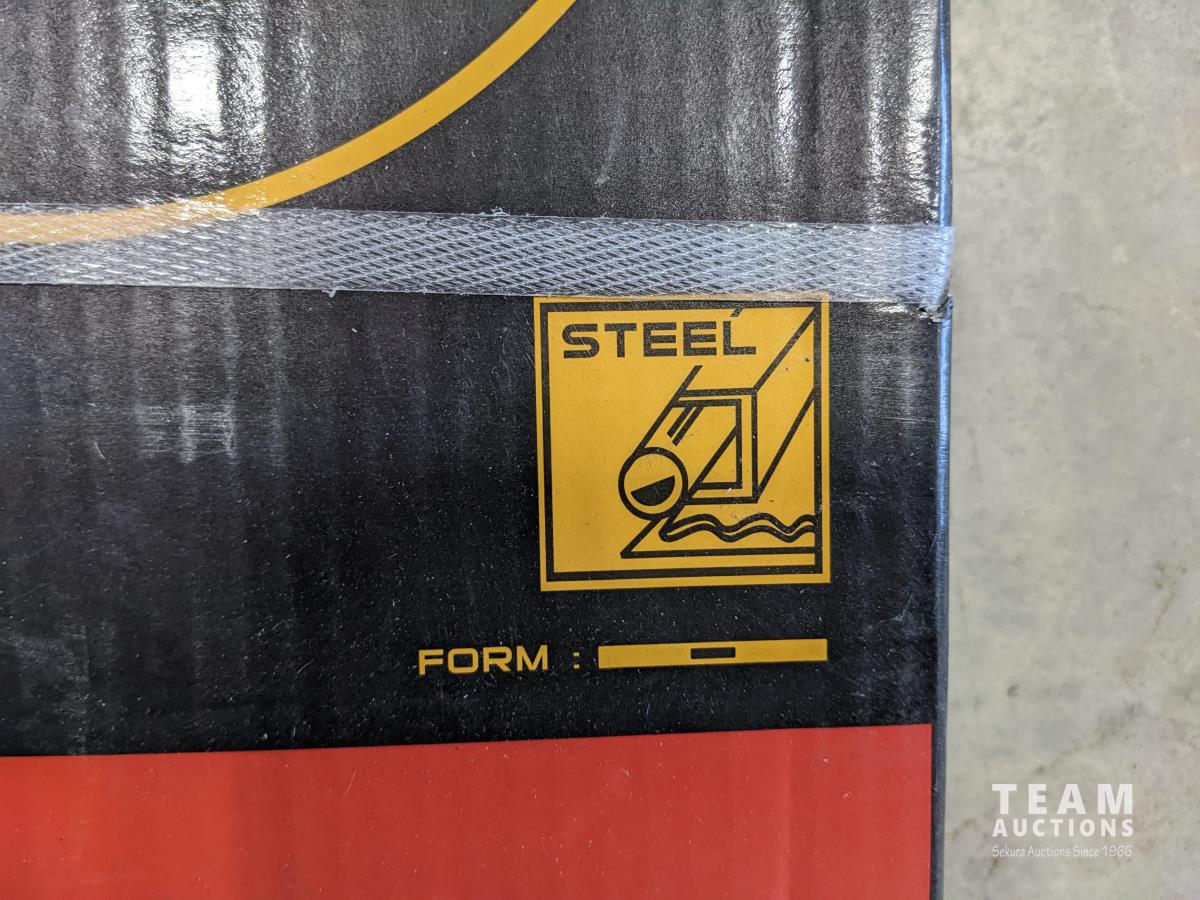 STEEL
FORM :
TEAM
AUCTIONS
Sekura Auctions Since 1966